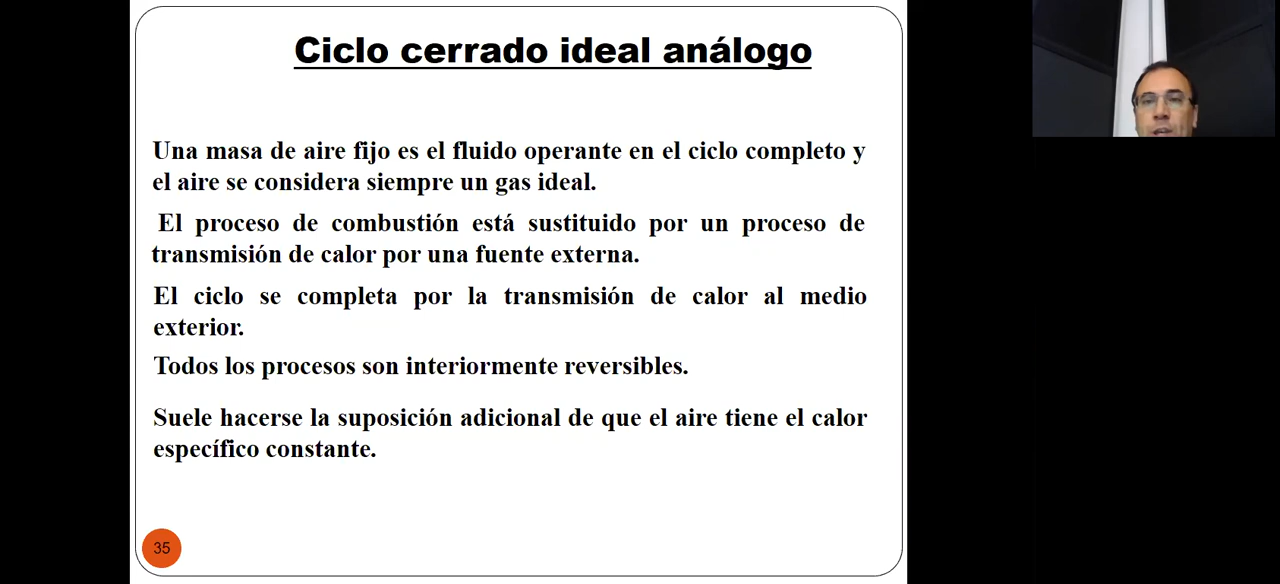 Ciclo cerrado ideal análogo
Una masa de aire fijo es el fluido operante en el ciclo completo y
el aire se considera siempre un gas ideal.
El proceso de combustión está sustituido por un proceso de
transmisión de calor por una fuente externa.
El ciclo se completa por la transmisión de calor al medio
exterior.
Todos los procesos son interiormente reversibles.
Suele hacerse la suposición adicional de que el aire tiene el calor
específico constante.
35